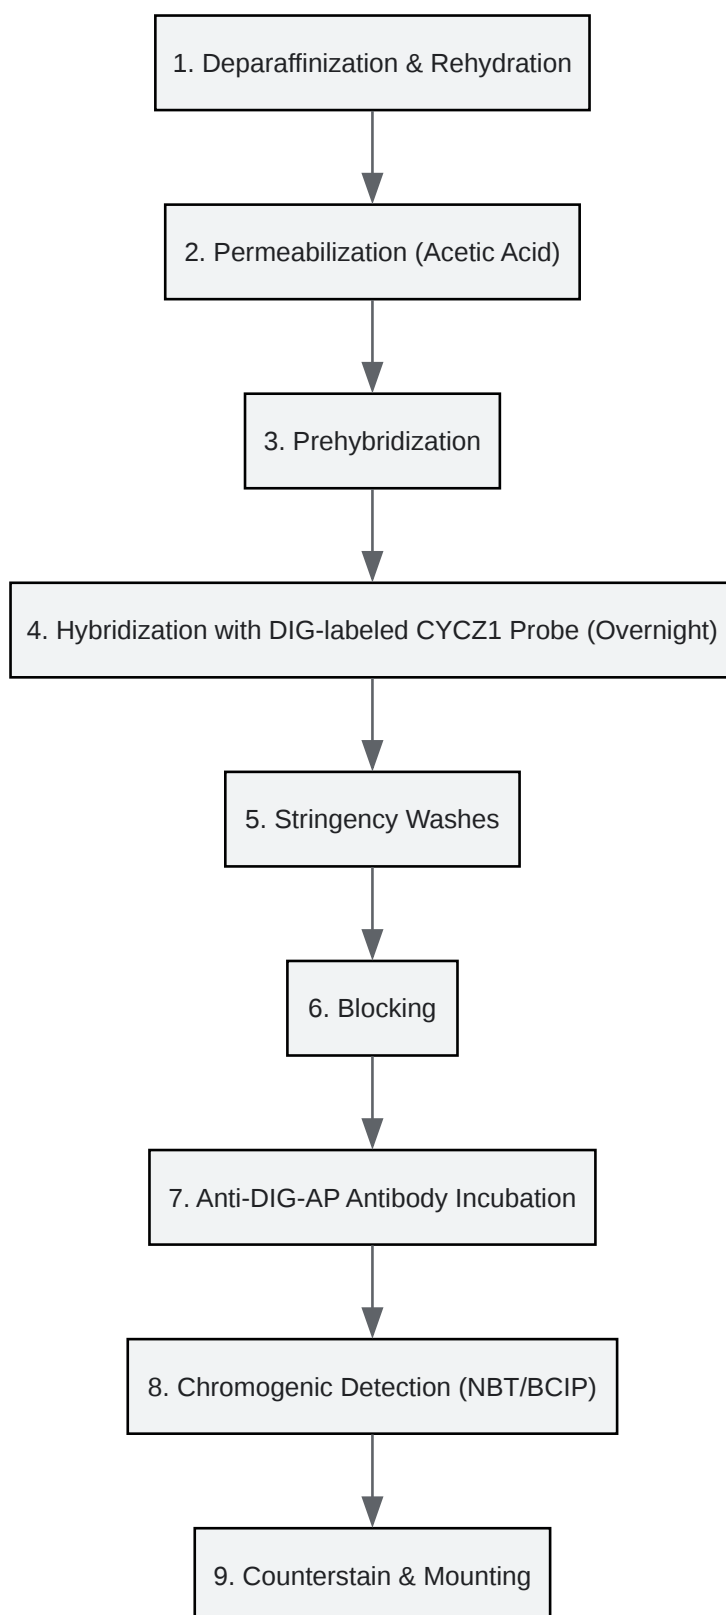 1. Deparaffinization & Rehydration
2. Permeabilization (Acetic Acid)
3. Prehybridization
4. Hybridization with DIG-labeled CYCZ1 Probe (Overnight)
5. Stringency Washes
6. Blocking
7. Anti-DIG-AP Antibody Incubation
8. Chromogenic Detection (NBT/BCIP)
9. Counterstain & Mounting